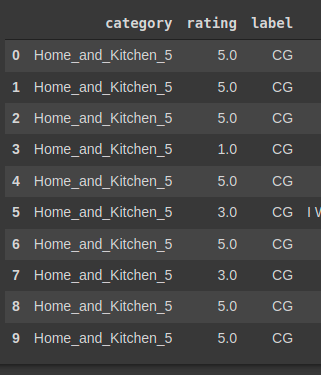 category rating label
0 Home_and_Kitchen_5 5.0 CG
1 Home_and_Kitchen_5 5.0 CG
2 Home_and_Kitchen_5 5.0 CG
3 Home_and_Kitchen_5 1.0 CG
4 Home_and_Kitchen_5 5.0 CG
5 Home_and_Kitchen_5 3.0 CG I
6 Home_and_Kitchen_5 5.0 CG
7 Home_and_Kitchen_5 3.0 CG
8 Home_and_Kitchen_5 5.0 CG
9 Home_and_Kitchen_5 5.0 CG